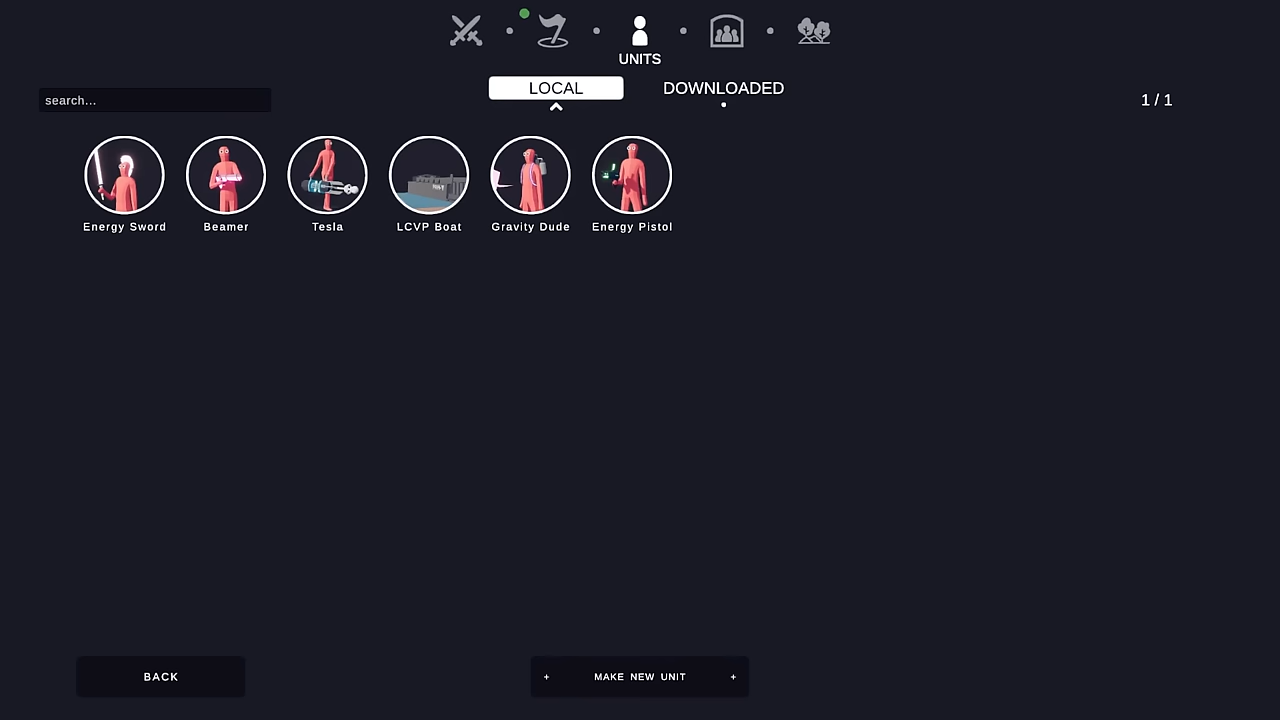 UNITS
LOCAL
DOWNLOADED
search...
1 / 1
Energy Sword
Beamer
Tesla
LCVP Boat
Gravity Dude
Energy Pistol
BACK
+ MAKE NEW UNIT +